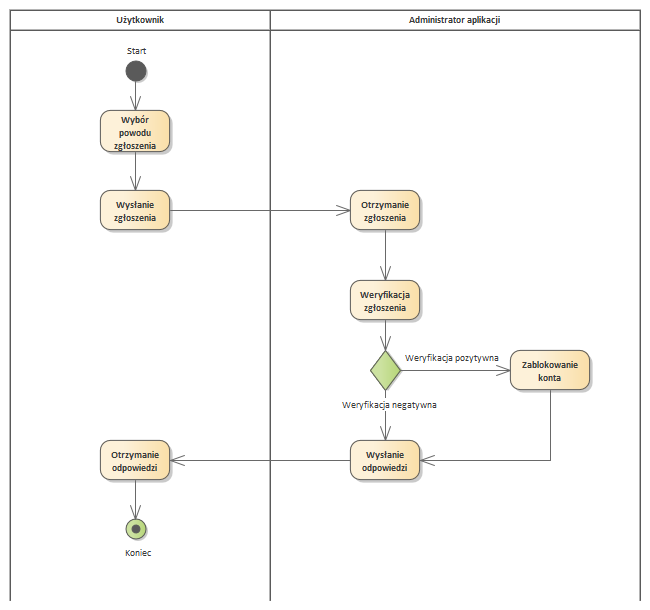 Użytkownik
Administrator aplikacji
Start
Wybór
powodu
zgłoszenia
Wysłanie
zgłoszenia
Otrzymanie
zgłoszenia
Weryfikacja
zgłoszenia
Weryfikacja pozytywna
Zablokowanie
konta
Weryfikacja negatywna
Otrzymanie
odpowiedzi
Wysłanie
odpowiedzi
Koniec